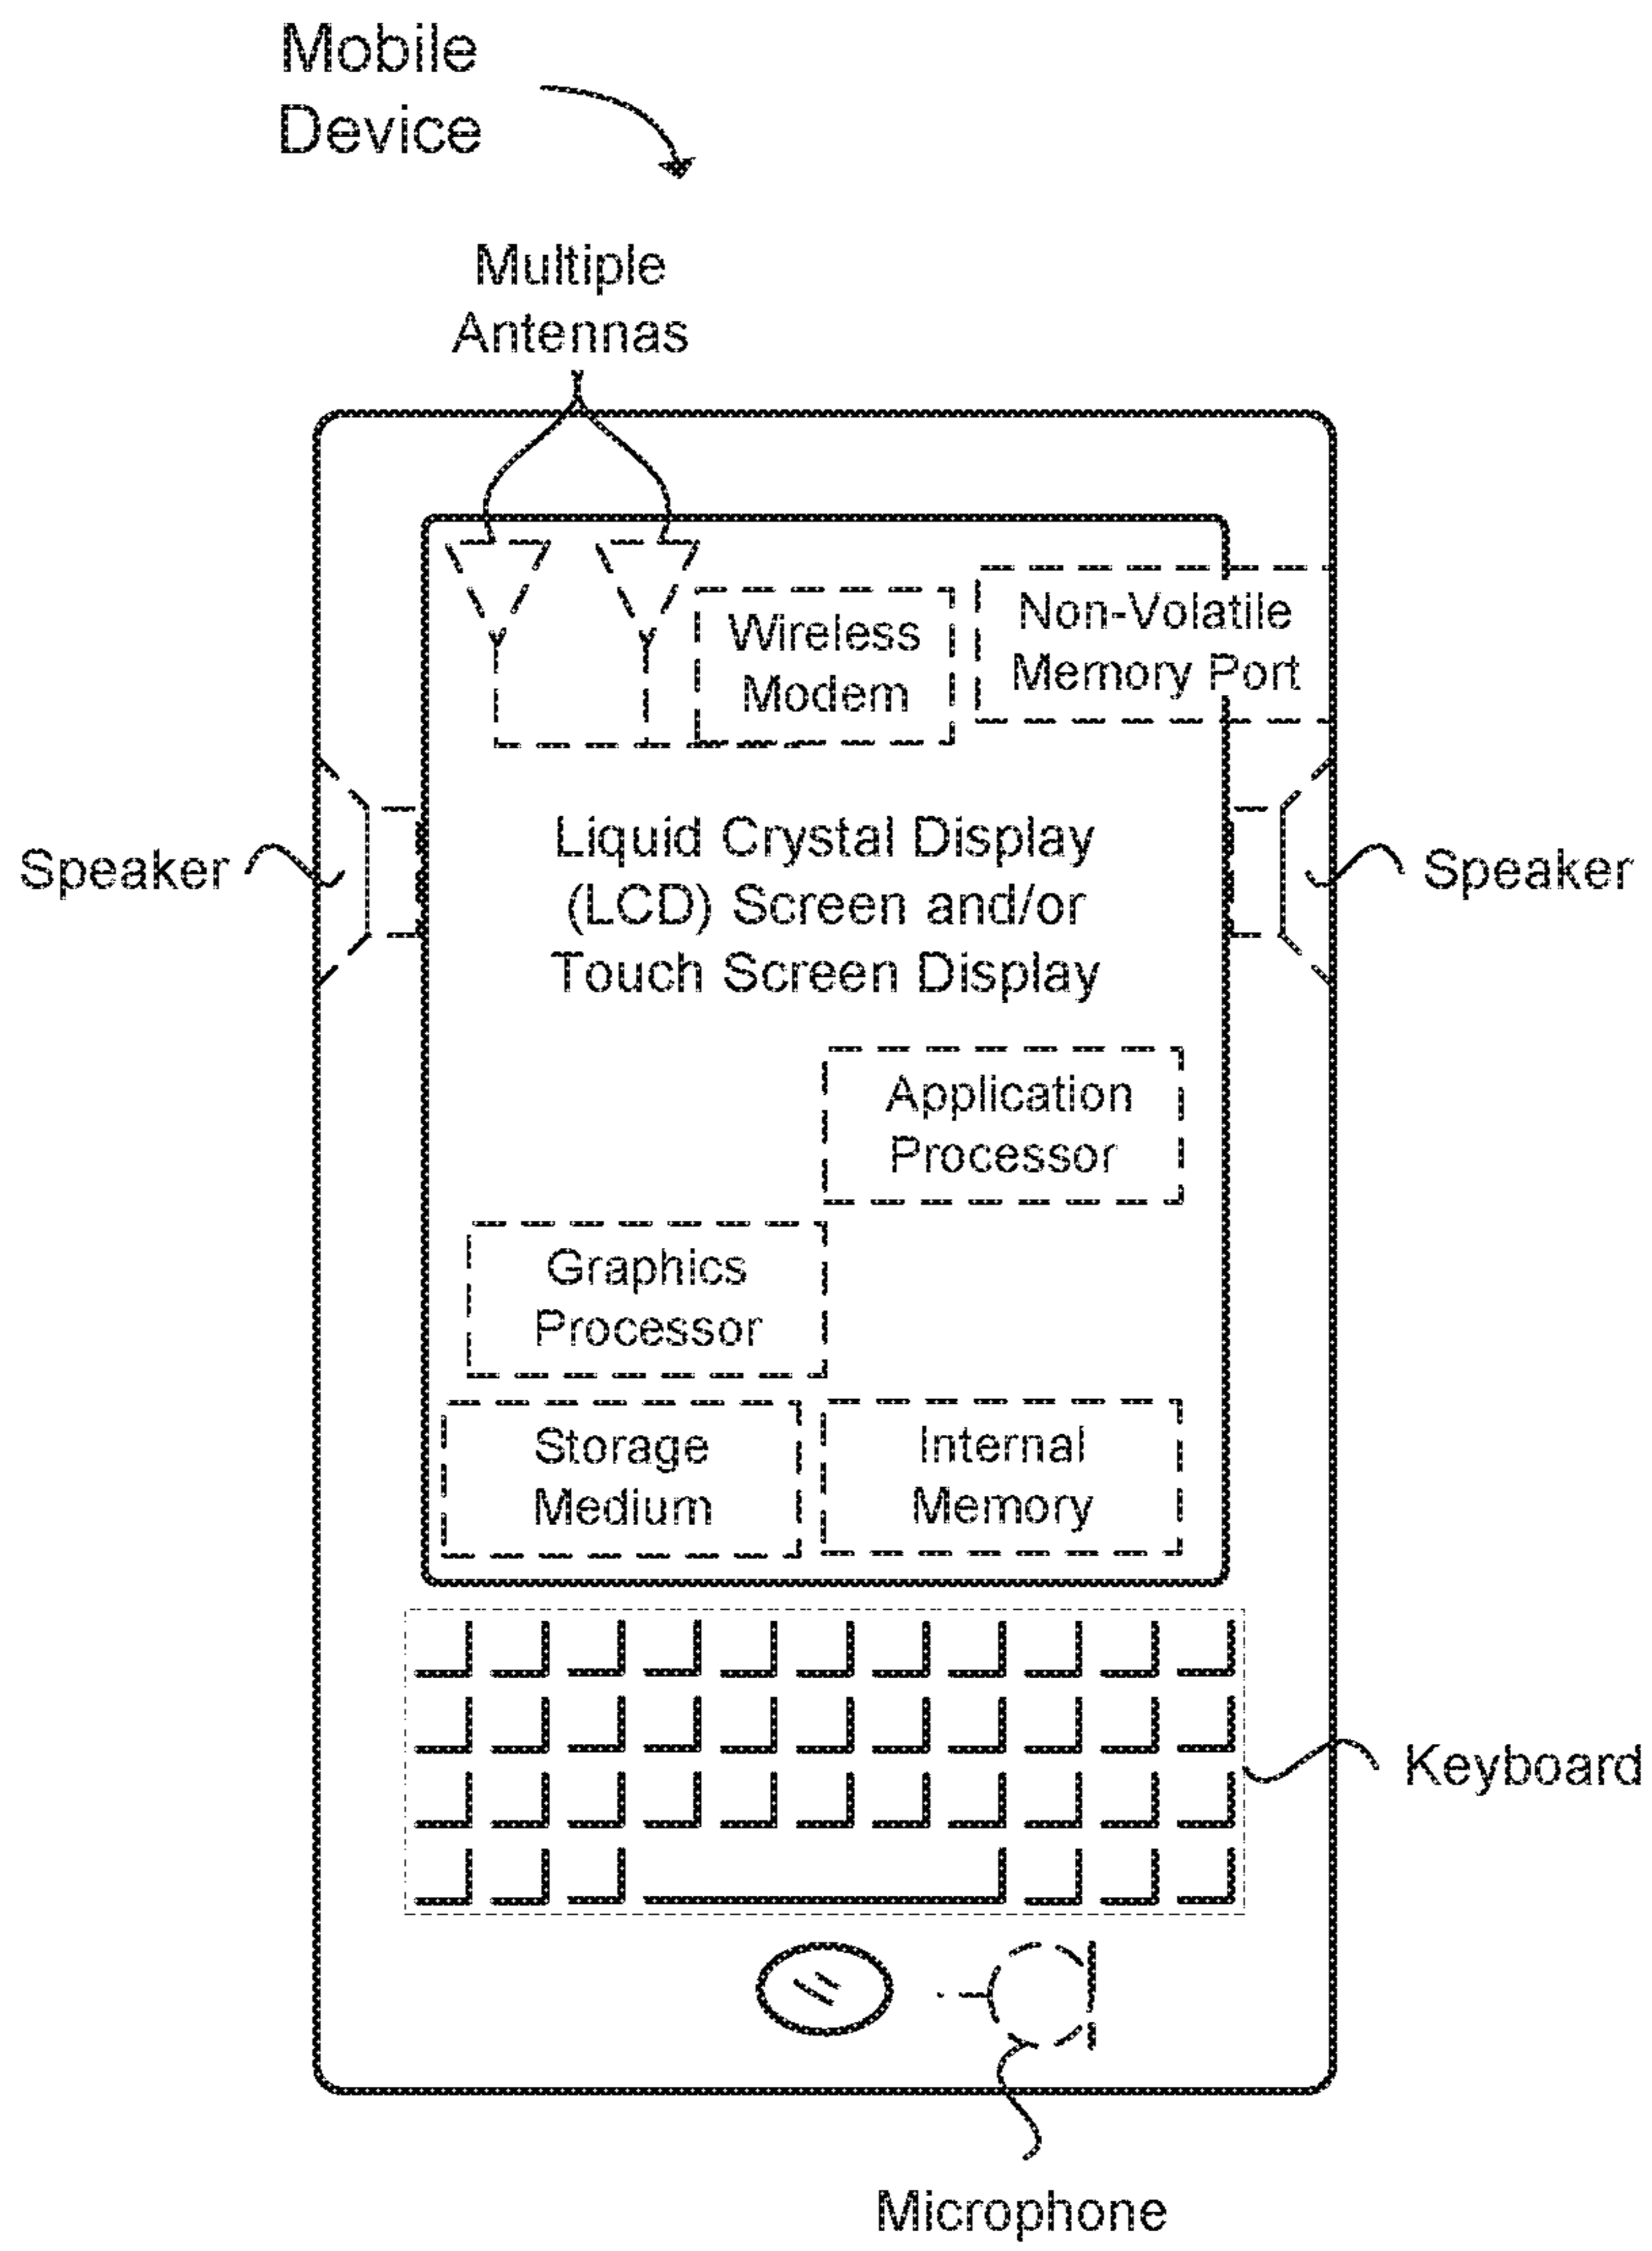 Mobile
Device
Multiple
Antennas
Wireless
Modem
Non-Volatile
Memory Port
Speaker
Liquid Crystal Display
(LCD) Screen and/or
Touch Screen Display
Speaker
Application
Processor
Graphics
Processor
Storage
Medium
Internal
Memory
Keyboard
Microphone